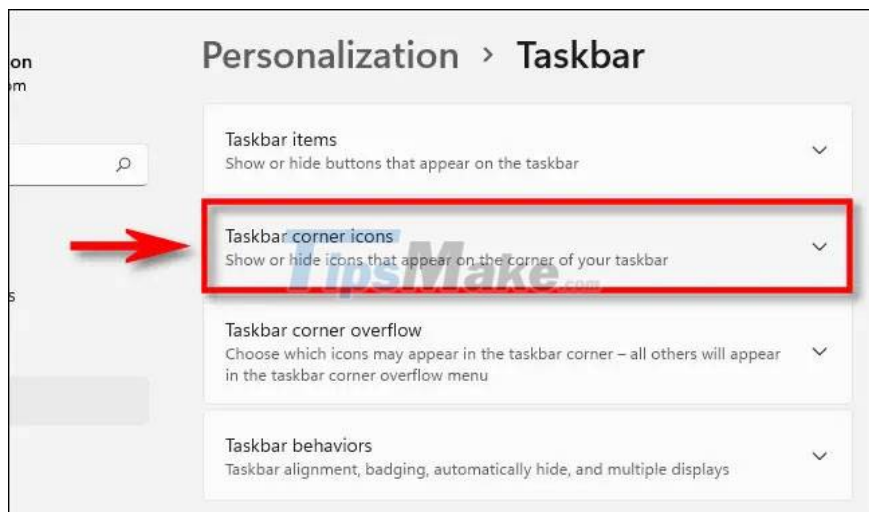 Personalization > Taskbar
on
om
Taskbar items
Show or hide buttons that appear on the taskbar
Taskbar corner icons
Show or hide icons that appear on the corner of your taskbar
TipsMake.com
s
Taskbar corner overflow
Choose which icons may appear in the taskbar corner – all others will appear
in the taskbar corner overflow menu
Taskbar behaviors
Taskbar alignment, badging, automatically hide, and multiple displays